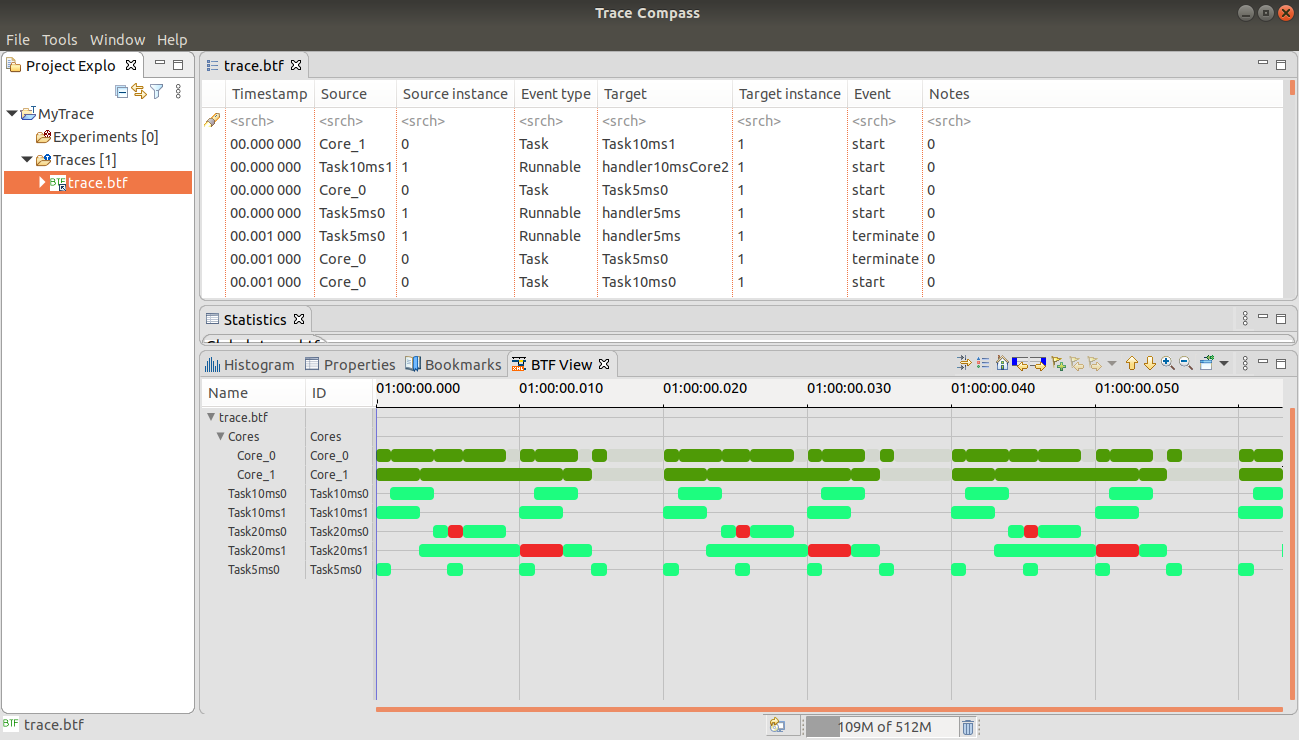 Trace Compass
File Tools Window Help
Project Explo
MyTrace
Experiments [0]
Traces [1]
BTF trace.btf
trace.btf
Timestamp Source Source instance Event type Target Target instance Event Notes
<srch> <srch> <srch> <srch> <srch> <srch> <srch> <srch>
00.000 000 Core_1 0 Task Task10ms1 1 start 0
00.000 000 Task10ms1 1 Runnable handler10msCore2 1 start 0
00.000 000 Core_0 0 Task Task5ms0 1 start 0
00.000 000 Task5ms0 1 Runnable handler5ms 1 start 0
00.001 000 Task5ms0 1 Runnable handler5ms 1 terminate 0
00.001 000 Core_0 0 Task Task5ms0 1 terminate 0
00.001 000 Core_0 0 Task Task10ms0 1 start 0
Statistics
Histogram Properties Bookmarks BTF View
Name ID 01:00:00.000 01:00:00.010 01:00:00.020 01:00:00.030 01:00:00.040 01:00:00.050
trace.btf
Cores Cores
Core_0 Core_0
Core_1 Core_1
Task10ms0 Task10ms0
Task10ms1 Task10ms1
Task20ms0 Task20ms0
Task20ms1 Task20ms1
Task5ms0 Task5ms0
BTF trace.btf
109M of 512M